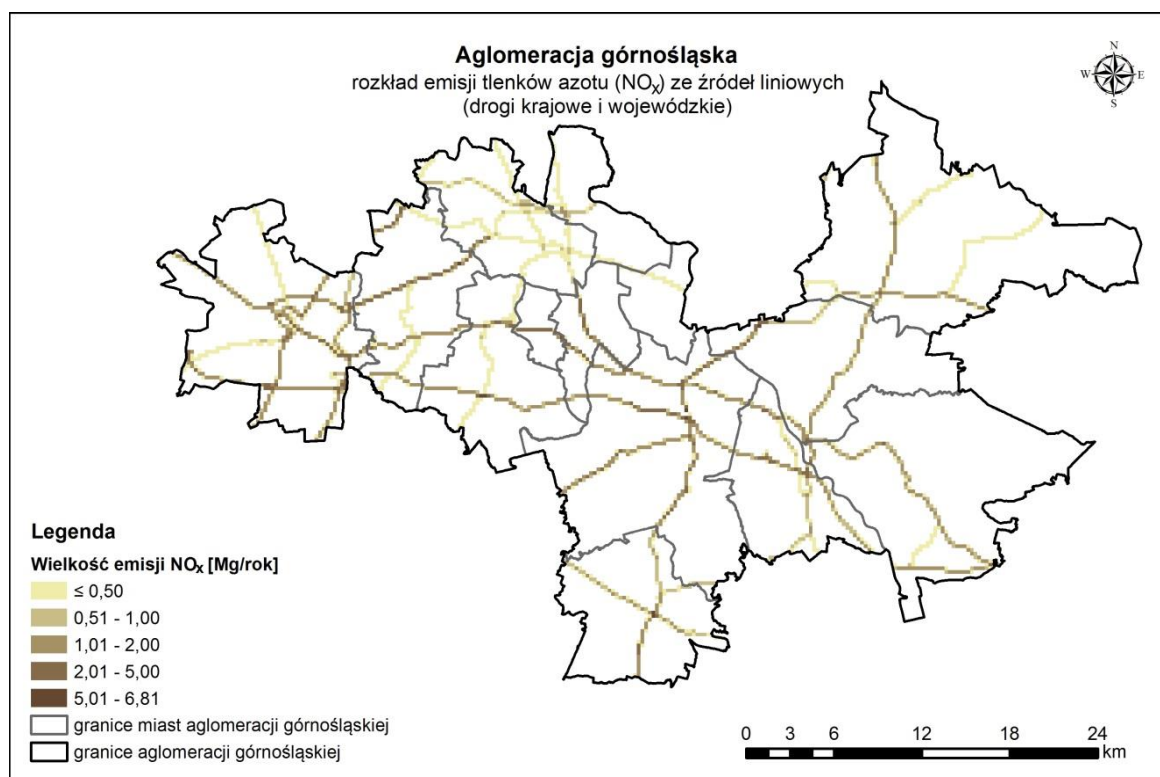 Aglomeracja górnośląska
rozkład emisji tlenków azotu (NOx) ze źródeł liniowych
(drogi krajowe i wojewódzkie)
N
W E
S
Legenda
Wielkość emisji NOx [Mg/rok]
≤ 0,50
0,51 - 1,00
1,01 - 2,00
2,01 - 5,00
5,01 - 6,81
granice miast aglomeracji górnośląskiej
granice aglomeracji górnośląskiej
0 3 6 12 18 24
km